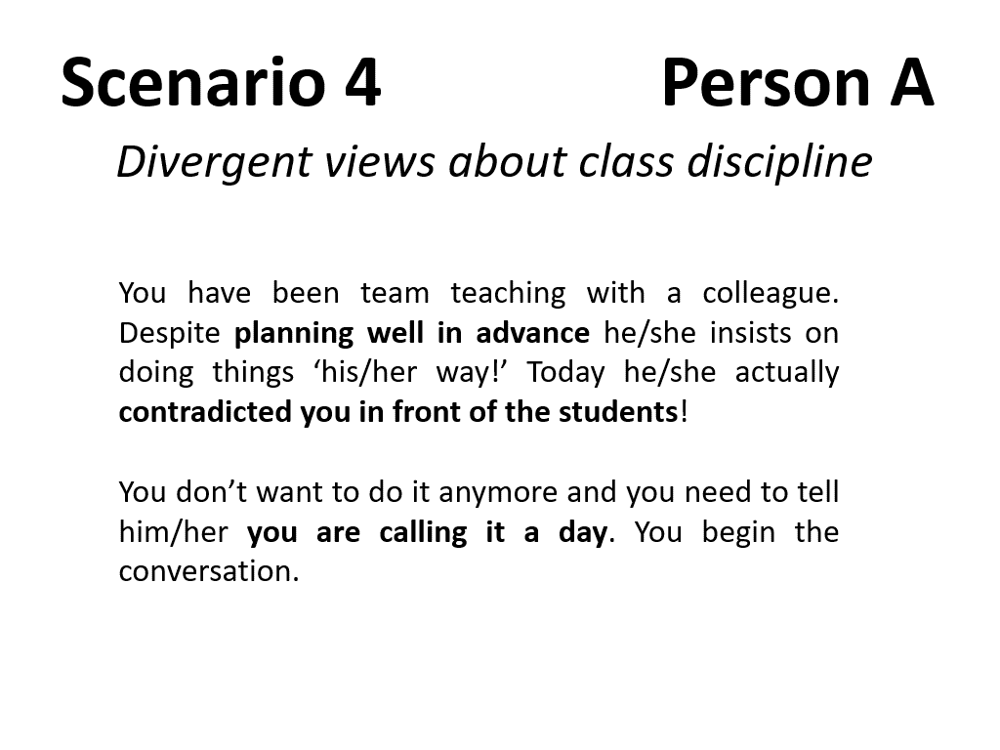 Scenario 4 Person A
Divergent views about class discipline
You have been team teaching with a colleague.
Despite planning well in advance he/she insists on
doing things ‘his/her way!’ Today he/she actually
contradicted you in front of the students!
You don’t want to do it anymore and you need to tell
him/her you are calling it a day. You begin the
conversation.